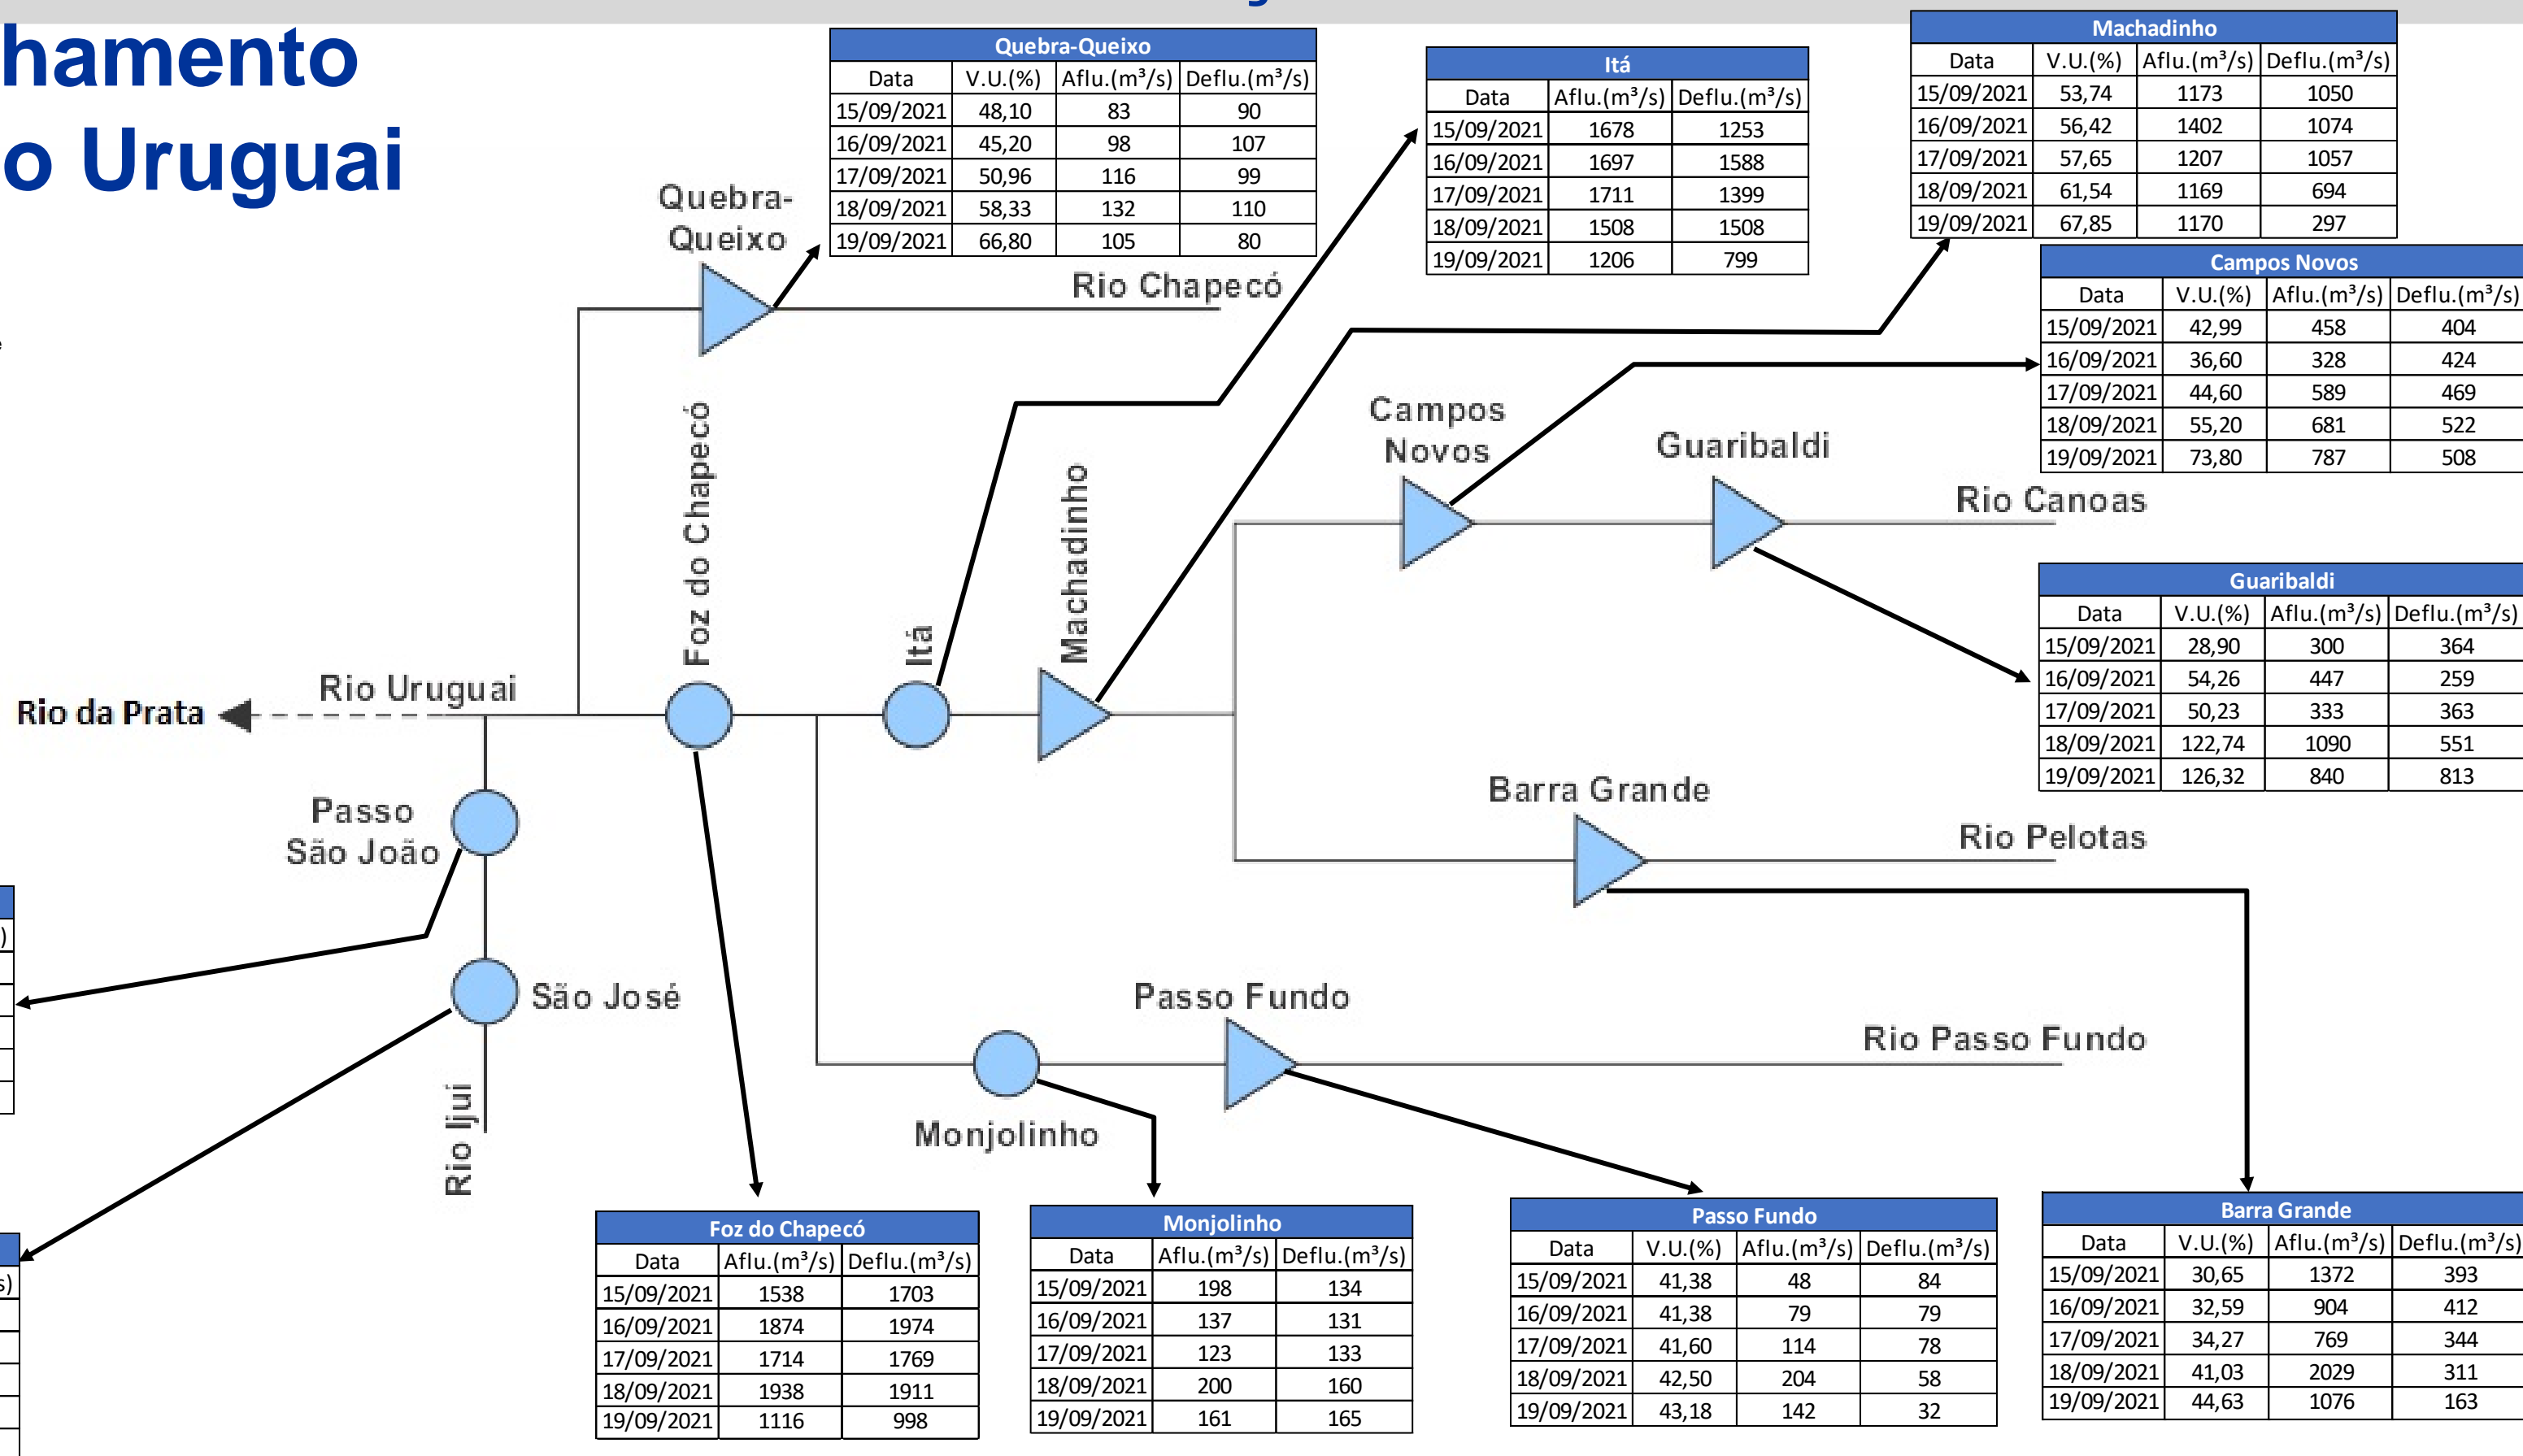 hamento
o Uruguai
Quebra-Queixo
Data V.U.(%) Aflu.(m³/s) Deflu.(m³/s)
15/09/2021 48,10 83 90
16/09/2021 45,20 98 107
17/09/2021 50,96 116 99
18/09/2021 58,33 132 110
19/09/2021 66,80 105 80
Itá
Data Aflu.(m³/s) Deflu.(m³/s)
15/09/2021 1678 1253
16/09/2021 1697 1588
17/09/2021 1711 1399
18/09/2021 1508 1508
19/09/2021 1206 799
Machadinho
Data V.U.(%) Aflu.(m³/s) Deflu.(m³/s)
15/09/2021 53,74 1173 1050
16/09/2021 56,42 1402 1074
17/09/2021 57,65 1207 1057
18/09/2021 61,54 1169 694
19/09/2021 67,85 1170 297
Campos Novos
Data V.U.(%) Aflu.(m³/s) Deflu.(m³/s)
15/09/2021 42,99 458 404
16/09/2021 36,60 328 424
17/09/2021 44,60 589 469
18/09/2021 55,20 681 522
19/09/2021 73,80 787 508
Quebra-
Queixo
Rio Chapecó
Foz do Chapecó
Itá
Machadinho
Campos
Novos
Guaribaldi
Rio Canoas
Guaribaldi
Data V.U.(%) Aflu.(m³/s) Deflu.(m³/s)
15/09/2021 28,90 300 364
16/09/2021 54,26 447 259
17/09/2021 50,23 333 363
18/09/2021 122,74 1090 551
19/09/2021 126,32 840 813
Rio da Prata
Rio Uruguai
Passo
São João
Barra Grande
Rio Pelotas
São José
Passo Fundo
Rio Passo Fundo
Monjolinho
Rio Ijui
Foz do Chapecó
Data Aflu.(m³/s) Deflu.(m³/s)
15/09/2021 1538 1703
16/09/2021 1874 1974
17/09/2021 1714 1769
18/09/2021 1938 1911
19/09/2021 1116 998
Monjolinho
Data Aflu.(m³/s) Deflu.(m³/s)
15/09/2021 198 134
16/09/2021 137 131
17/09/2021 123 133
18/09/2021 200 160
19/09/2021 161 165
Passo Fundo
Data V.U.(%) Aflu.(m³/s) Deflu.(m³/s)
15/09/2021 41,38 48 84
16/09/2021 41,38 79 79
17/09/2021 41,60 114 78
18/09/2021 42,50 204 58
19/09/2021 43,18 142 32
Barra Grande
Data V.U.(%) Aflu.(m³/s) Deflu.(m³/s)
15/09/2021 30,65 1372 393
16/09/2021 32,59 904 412
17/09/2021 34,27 769 344
18/09/2021 41,03 2029 311
19/09/2021 44,63 1076 163